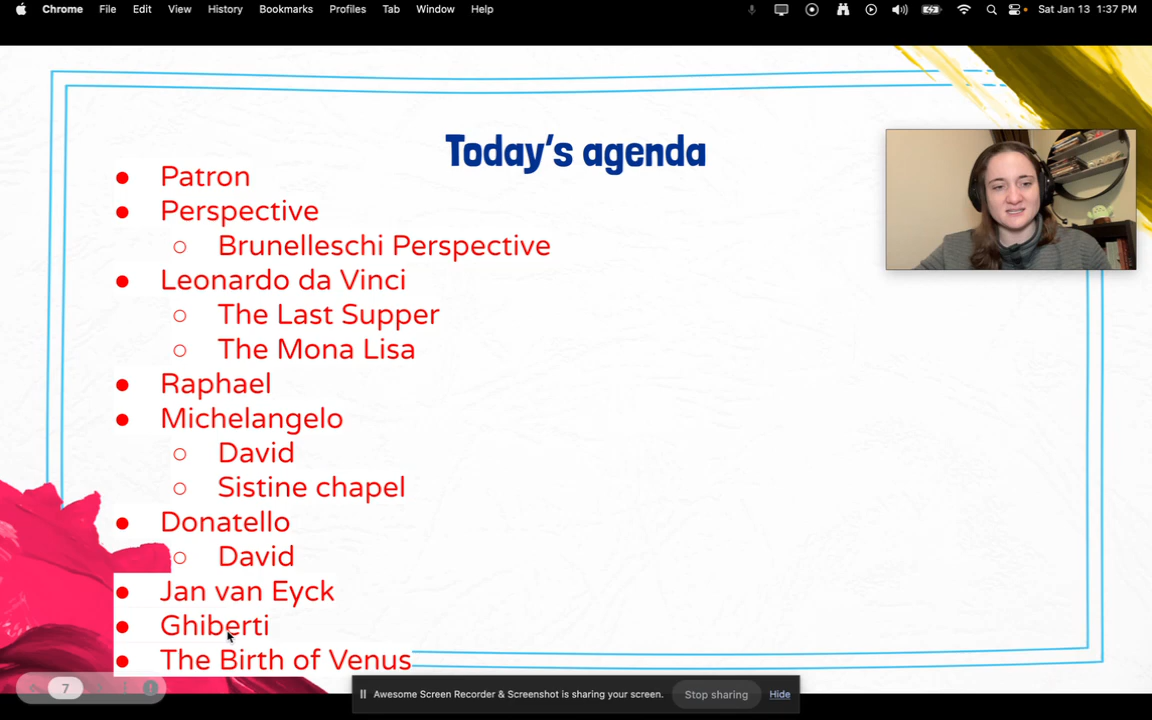 Chrome File Edit View History Bookmarks Profiles Tab Window Help Sat Jan 13 1:37 PM
Today's agenda
● Patron
● Perspective
○ Brunelleschi Perspective
● Leonardo da Vinci
○ The Last Supper
○ The Mona Lisa
● Raphael
● Michelangelo
○ David
○ Sistine chapel
● Donatello
○ David
● Jan van Eyck
● Ghiberti
● The Birth of Venus
7
Awesome Screen Recorder & Screenshot is sharing your screen. Stop sharing Hide